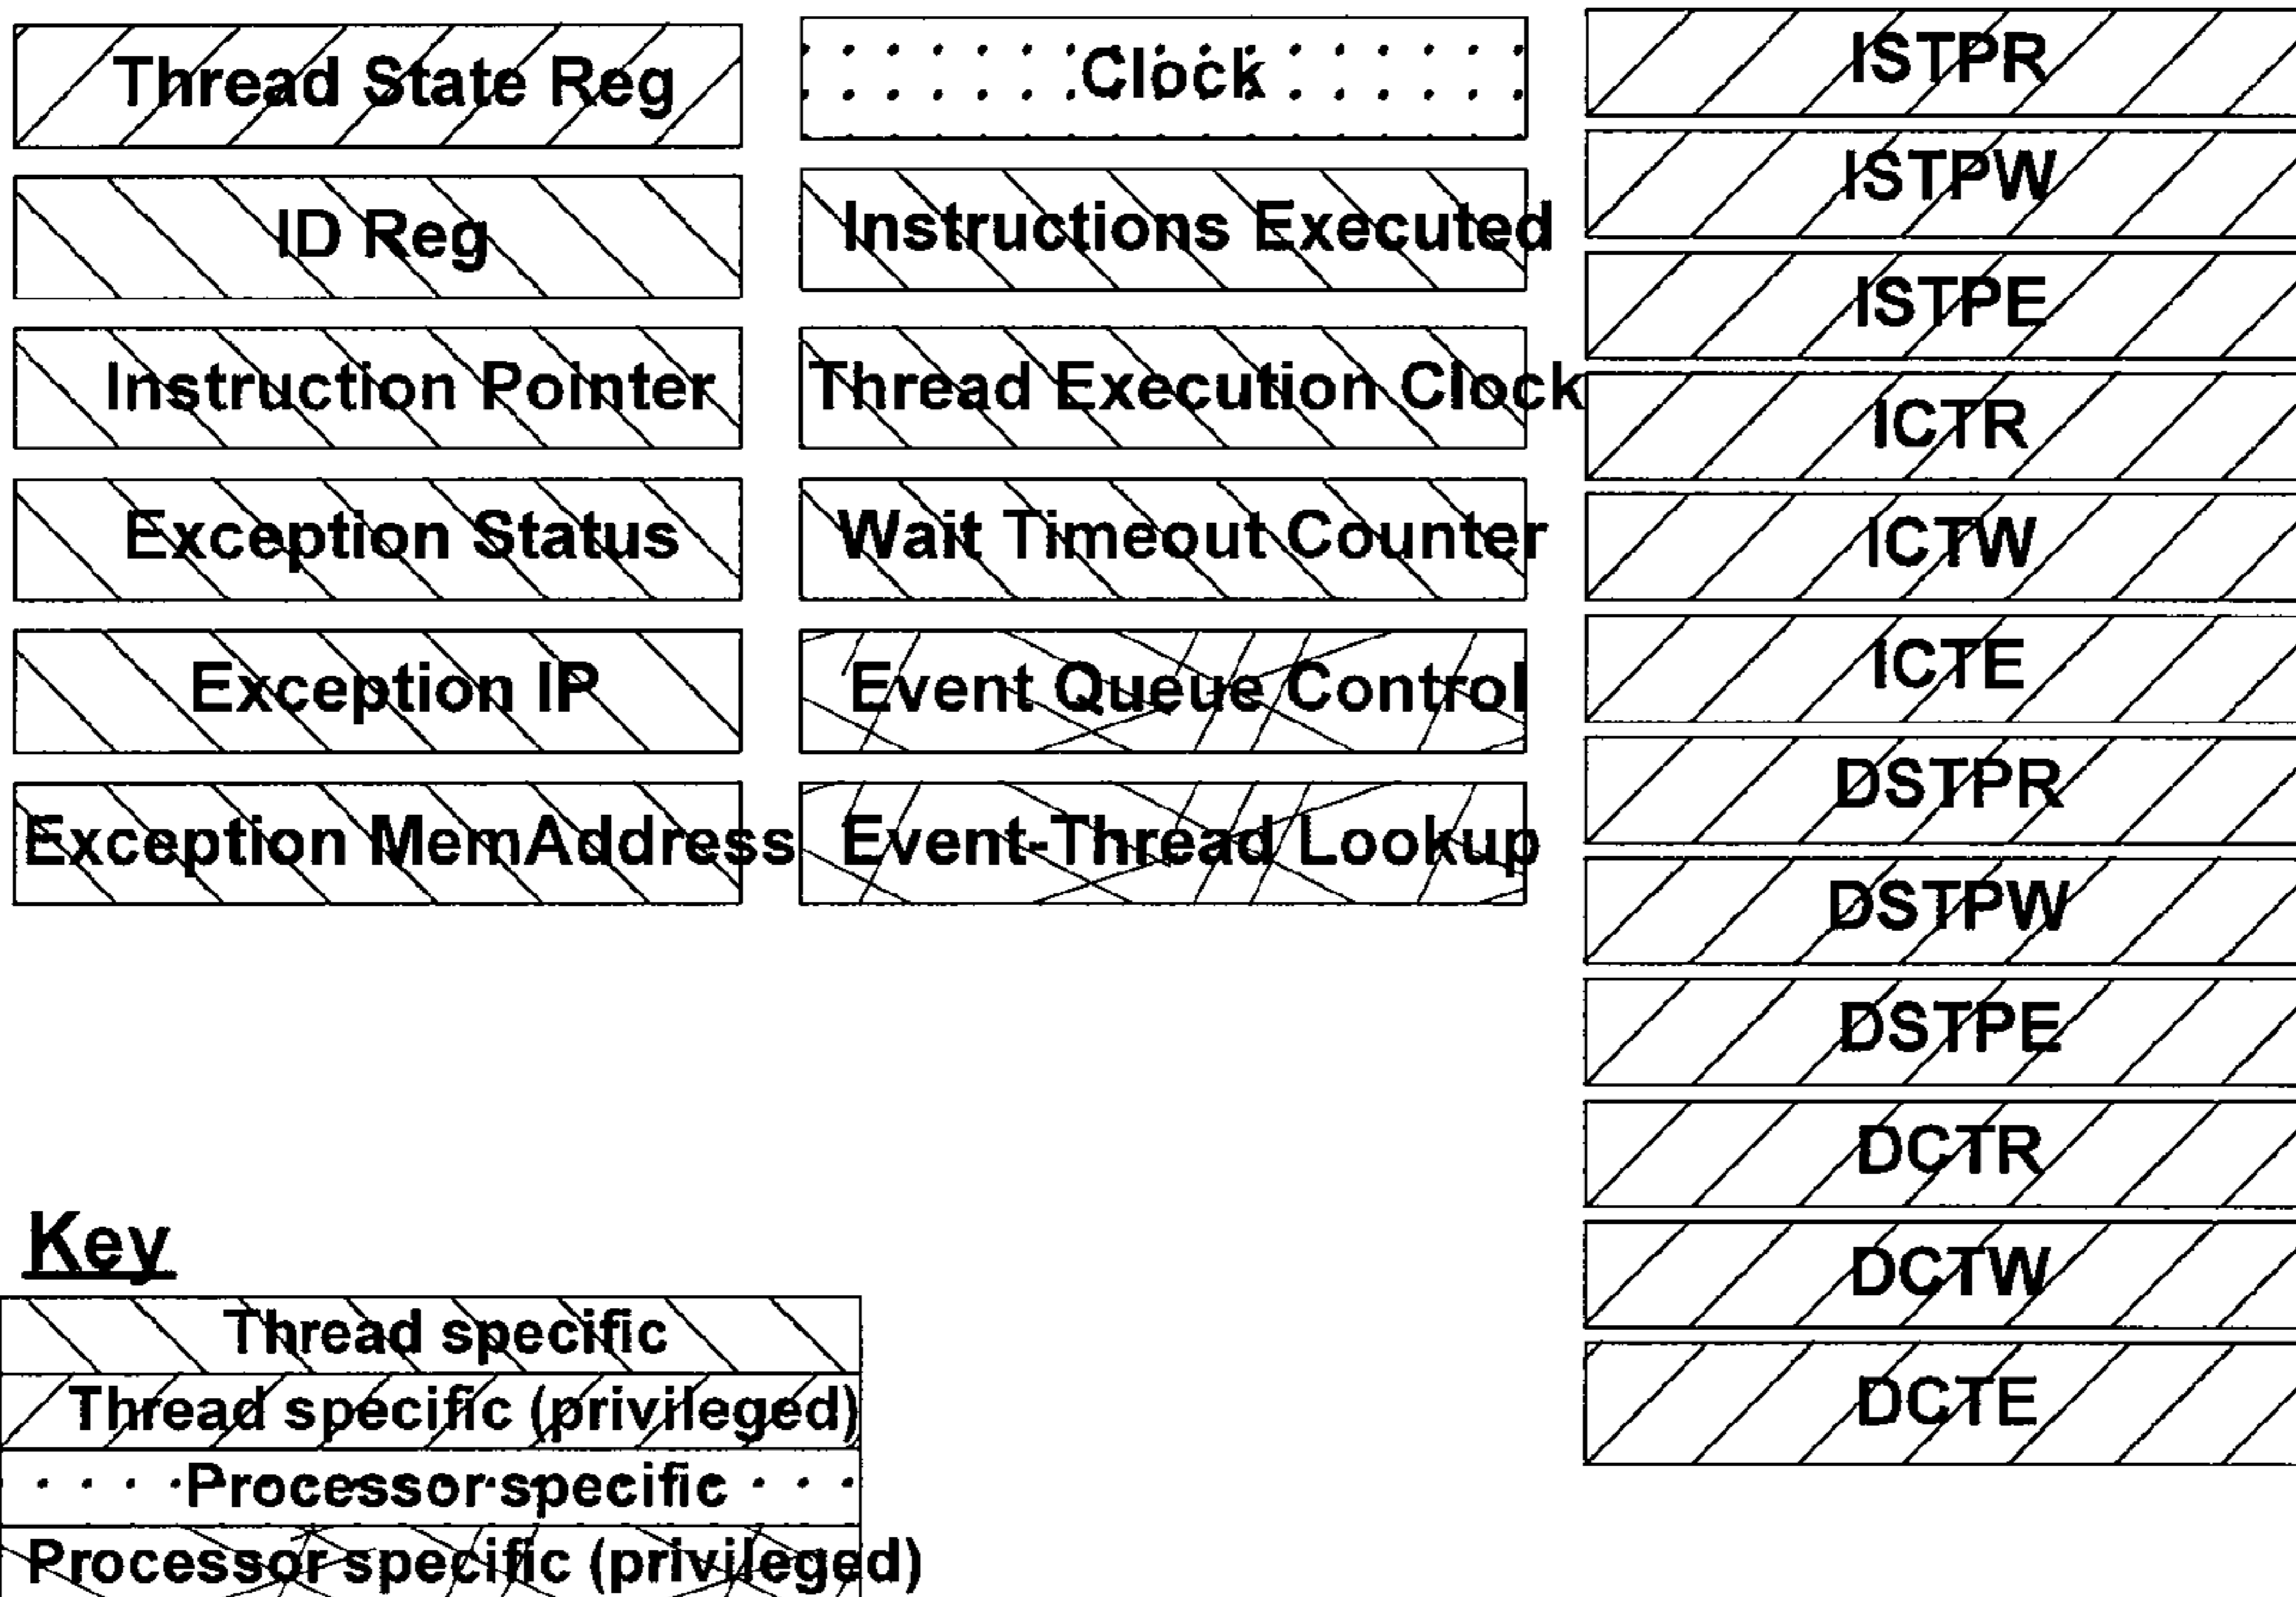 Thread State Reg
ID Reg
Instruction Pointer
Exception Status
Exception IP
Exception MemAddress
Clock
Instructions Executed
Thread Execution Clock
Wait Timeout Counter
Event Queue Control
Event-Thread Lookup
ISTPR
ISTPW
ISTPE
ICTR
ICTW
ICTE
DSTPR
DSTPW
DSTPE
DCTR
DCTW
DCTE
Key
Thread specific
Thread specific (privileged)
Processor specific
Processor specific (privileged)